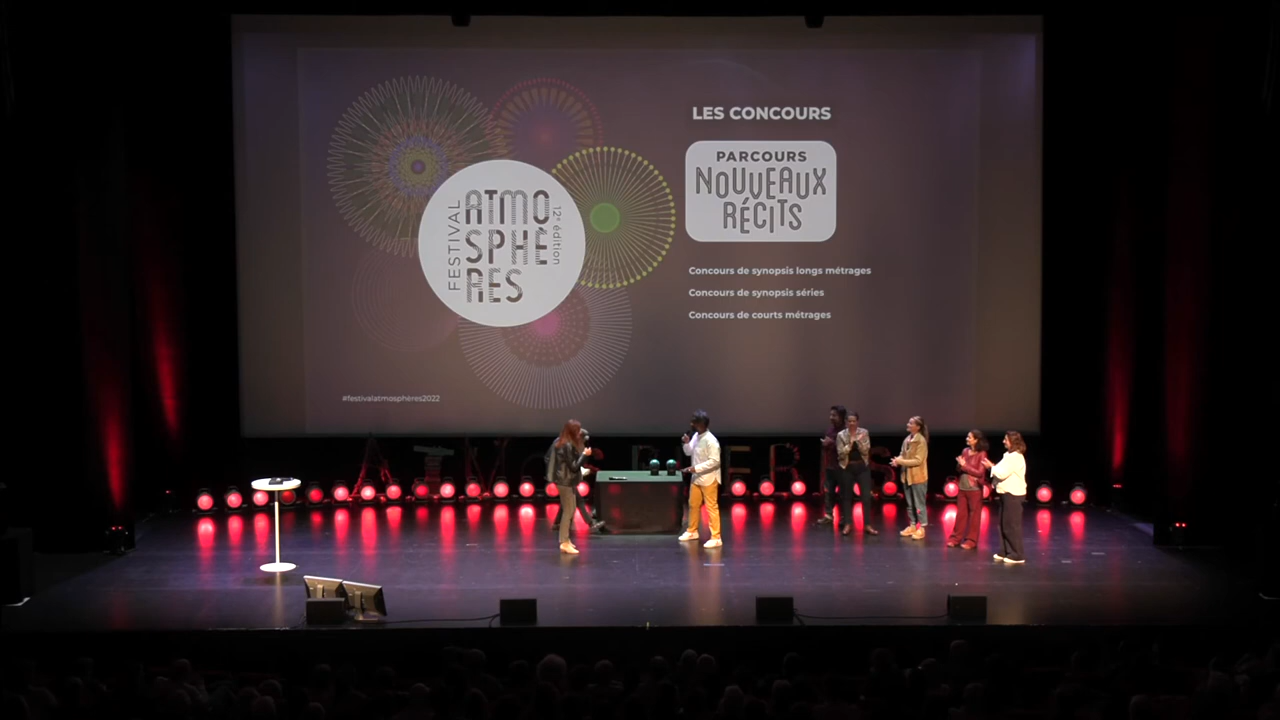 FESTIVAL
ATMO
SPHÈ
RES
12e édition
LES CONCOURS
PARCOURS
NOUVEAUX
RÉCITS
Concours de synopsis longs métrages
Concours de synopsis séries
Concours de courts métrages
#festivalatmosphères2022